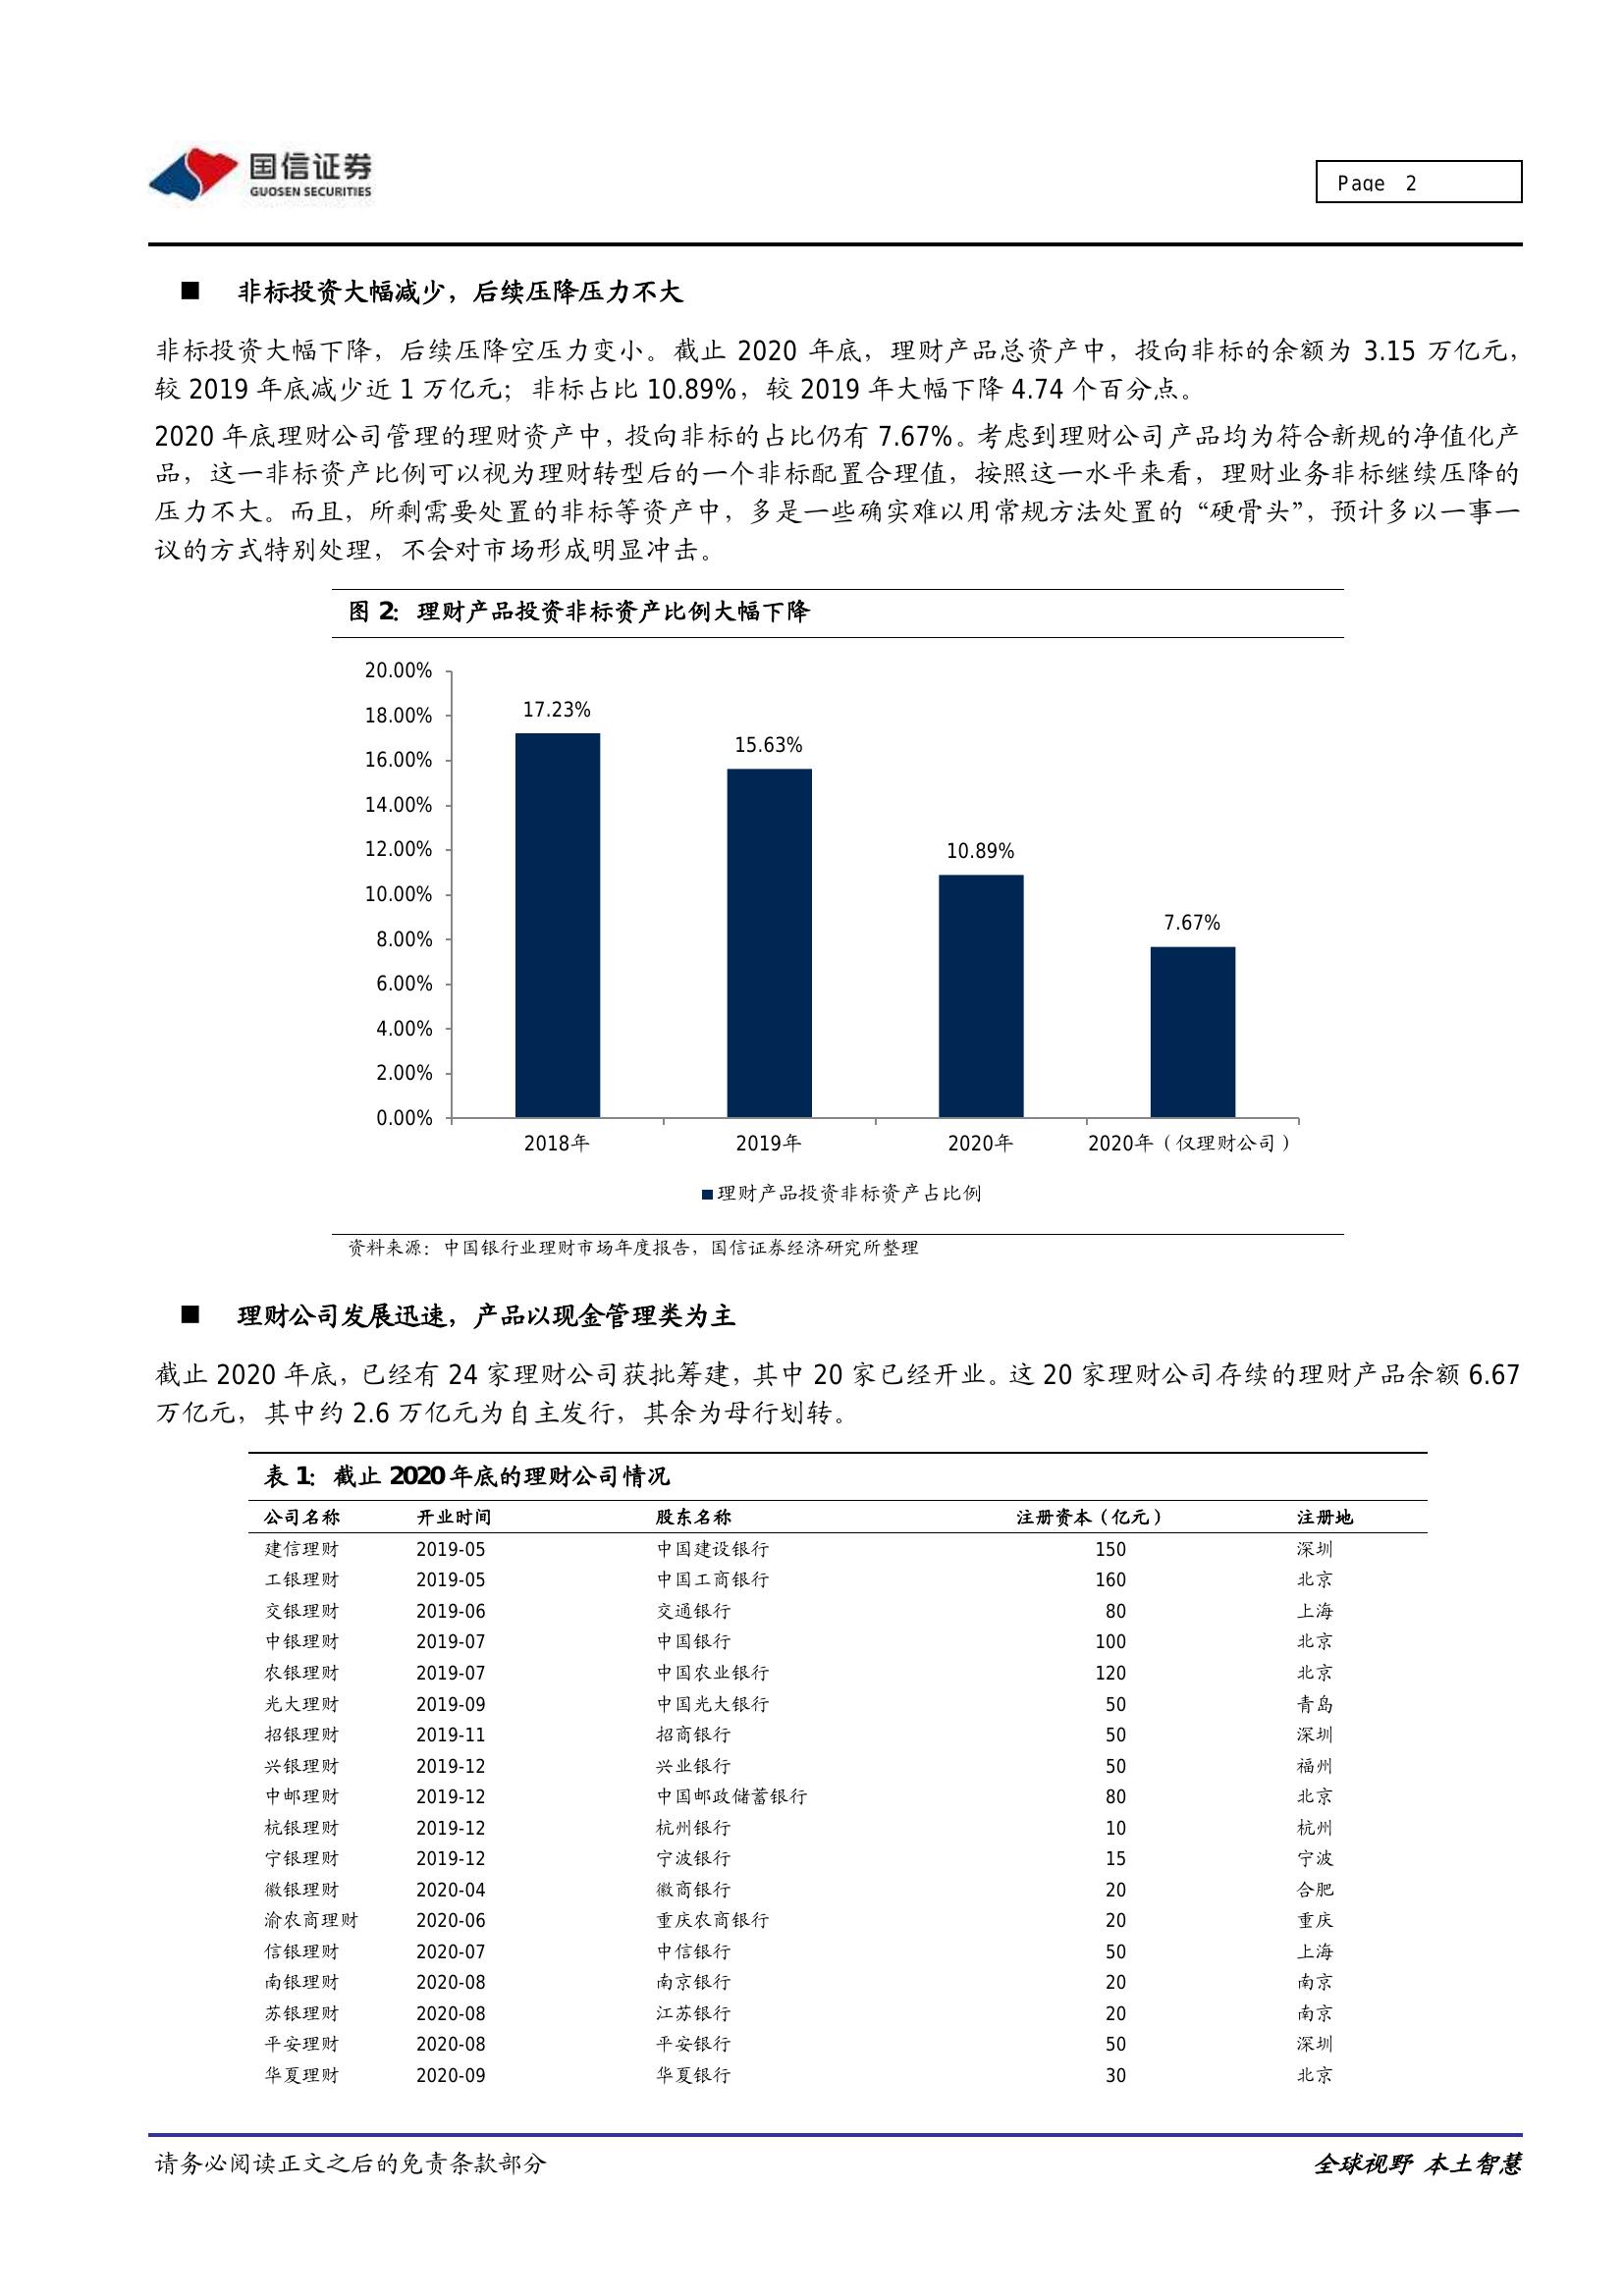 国信证券
GUOSEN SECURITIES
Page 2
■ 非标投资大幅减少，后续压降压力不大
非标投资大幅下降，后续压降空压力变小。截止 2020 年底，理财产品总资产中，投向非标的余额为 3.15 万亿元，
较 2019 年底减少近 1 万亿元；非标占比 10.89%，较 2019 年大幅下降 4.74 个百分点。
2020 年底理财公司管理的理财资产中，投向非标的占比仍有 7.67%。考虑到理财公司产品均为符合新规的净值化产
品，这一非标资产比例可以视为理财转型后的一个非标配置合理值，按照这一水平来看，理财业务非标继续压降的
压力不大。而且，所剩需要处置的非标等资产中，多是一些确实难以用常规方法处置的“硬骨头”，预计多以一事一
议的方式特别处理，不会对市场形成明显冲击。
图 2：理财产品投资非标资产比例大幅下降
20.00%
18.00%
16.00%
14.00%
12.00%
10.00%
8.00%
6.00%
4.00%
2.00%
0.00%
17.23%
15.63%
10.89%
7.67%
2018年 2019年 2020年 2020年（仅理财公司）
■理财产品投资非标资产占比例
资料来源：中国银行业理财市场年度报告，国信证券经济研究所整理
■ 理财公司发展迅速，产品以现金管理类为主
截止 2020 年底，已经有 24 家理财公司获批筹建，其中 20 家已经开业。这 20 家理财公司存续的理财产品余额 6.67
万亿元，其中约 2.6 万亿元为自主发行，其余为母行划转。
表 1：截止 2020 年底的理财公司情况
公司名称 开业时间 股东名称 注册资本（亿元） 注册地
建信理财 2019-05 中国建设银行 150 深圳
工银理财 2019-05 中国工商银行 160 北京
交银理财 2019-06 交通银行 80 上海
中银理财 2019-07 中国银行 100 北京
农银理财 2019-07 中国农业银行 120 北京
光大理财 2019-09 中国光大银行 50 青岛
招银理财 2019-11 招商银行 50 深圳
兴银理财 2019-12 兴业银行 50 福州
中邮理财 2019-12 中国邮政储蓄银行 80 北京
杭银理财 2019-12 杭州银行 10 杭州
宁银理财 2019-12 宁波银行 15 宁波
徽银理财 2020-04 徽商银行 20 合肥
渝农商理财 2020-06 重庆农商银行 20 重庆
信银理财 2020-07 中信银行 50 上海
南银理财 2020-08 南京银行 20 南京
苏银理财 2020-08 江苏银行 20 南京
平安理财 2020-08 平安银行 50 深圳
华夏理财 2020-09 华夏银行 30 北京
请务必阅读正文之后的免责条款部分
全球视野 本土智慧